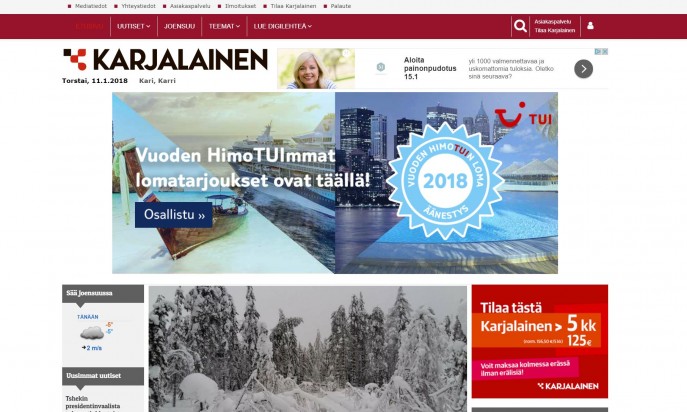 Mediatiedot Yhteystiedot Asiakaspalvelu Ilmoitukset Tilaa Karjalainen Palaute
ETUSIVU UUTISET JOENSUU TEEMAT LUE DIGILEHTEÄ
Asiakaspalvelu
Tilaa Karjalainen
KARJALAINEN
Torstai, 11.1.2018 Kari, Karri
Aloita
painonpudotus
15.1
yli 1000 valmennettavaa ja
uskomattomia tuloksia. Oletko
sinä seuraava?
TUI
Vuoden HimoTUImmat
lomatarjoukset ovat täällä!
Osallistu »
VUODEN HIMOTUIN LOMA
2018
ÄÄNESTYS
Sää Joensuussa
TÄNÄÄN
-5°
2 m/s
Uusimmat uutiset
Tshekin
presidentinvaalista
Tilaa tästä
Karjalainen > 5 kk
125€
Voit maksaa kolmessa erässä
ilman erälisiä!
KARJALAINEN